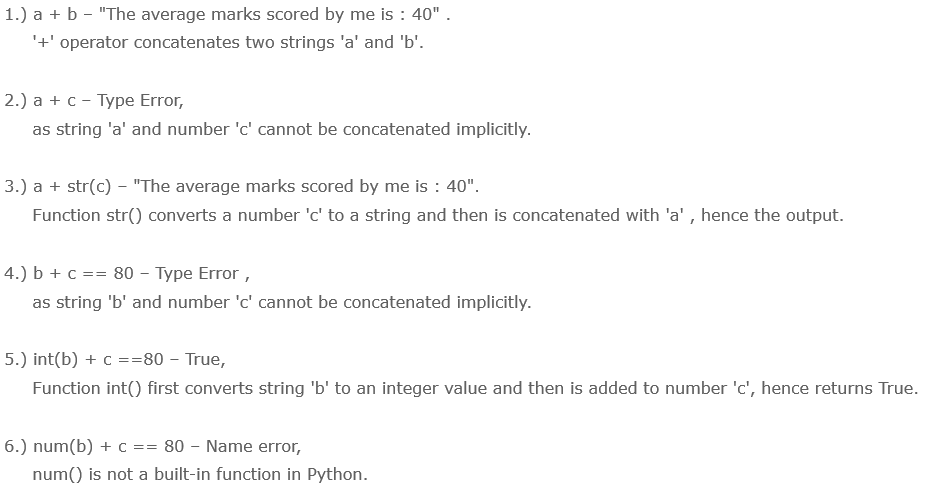 1.) a + b – "The average marks scored by me is : 40" .
'+' operator concatenates two strings 'a' and 'b'.
2.) a + c – Type Error,
as string 'a' and number 'c' cannot be concatenated implicitly.
3.) a + str(c) – "The average marks scored by me is : 40".
Function str() converts a number 'c' to a string and then is concatenated with 'a' , hence the output.
4.) b + c == 80 – Type Error ,
as string 'b' and number 'c' cannot be concatenated implicitly.
5.) int(b) + c ==80 – True,
Function int() first converts string 'b' to an integer value and then is added to number 'c', hence returns True.
6.) num(b) + c == 80 – Name error,
num() is not a built-in function in Python.